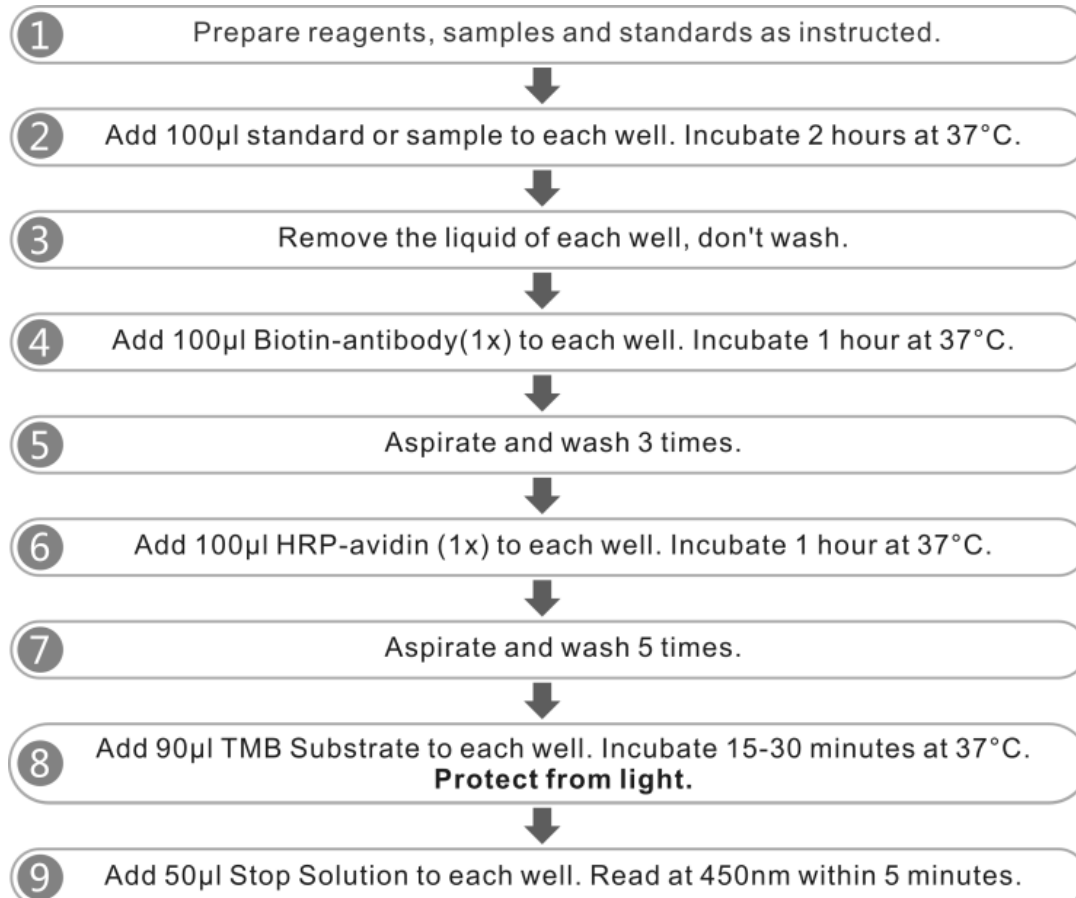 1 Prepare reagents, samples and standards as instructed.
2 Add 100µl standard or sample to each well. Incubate 2 hours at 37°C.
3 Remove the liquid of each well, don't wash.
4 Add 100µl Biotin-antibody(1x) to each well. Incubate 1 hour at 37°C.
5 Aspirate and wash 3 times.
6 Add 100µl HRP-avidin (1x) to each well. Incubate 1 hour at 37°C.
7 Aspirate and wash 5 times.
8 Add 90µl TMB Substrate to each well. Incubate 15-30 minutes at 37°C.
Protect from light.
9 Add 50µl Stop Solution to each well. Read at 450nm within 5 minutes.